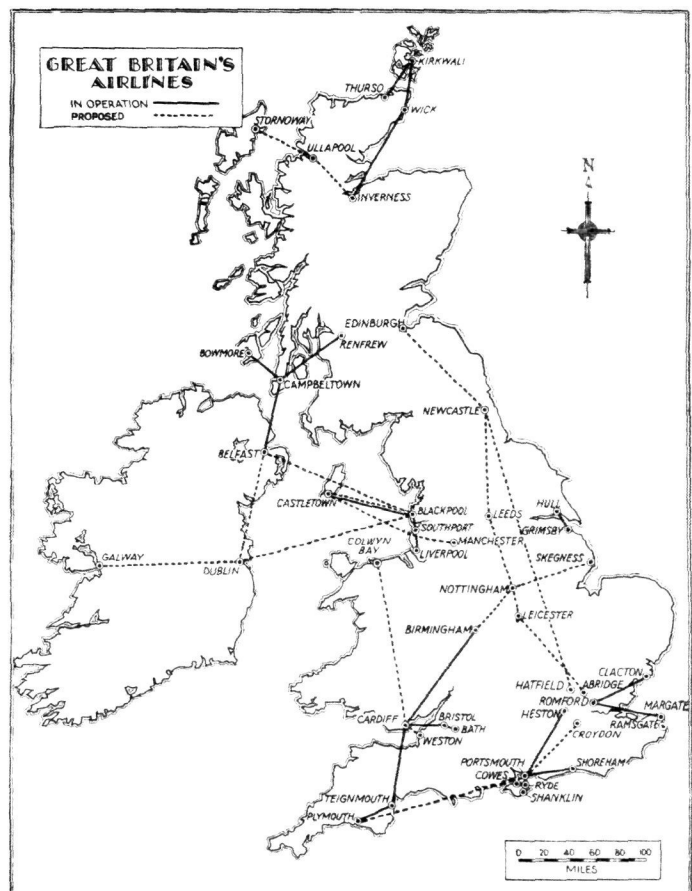 GREAT BRITAIN'S
AIRLINES
IN OPERATION
PROPOSED
KIRKWALL
THURSO
WICK
STORNOWAY
ULLAPOOL
INVERNESS
N
EDINBURGH
RENFREW
BOWMORE
CAMPBELTOWN
NEWCASTLE
BELFAST
CASTLETOWN
BLACKPOOL
LEEDS
HULL
SOUTHPORT
GRIMSBY
COLWYN
BAY
MANCHESTER
LIVERPOOL
SKEGNESS
GALWAY
DUBLIN
NOTTINGHAM
LEICESTER
BIRMINGHAM
CLACTON
HATFIELD
ABRIDGE
ROMFORD
MARGATE
HESTON
RAMSGATE
CARDIFF
BRISTOL
BATH
CROYDON
WESTON
PORTSMOUTH
SHOREHAM
COWES
RYDE
SHANKLIN
TEIGNMOUTH
PLYMOUTH
0 20 40 60 80 100
MILES